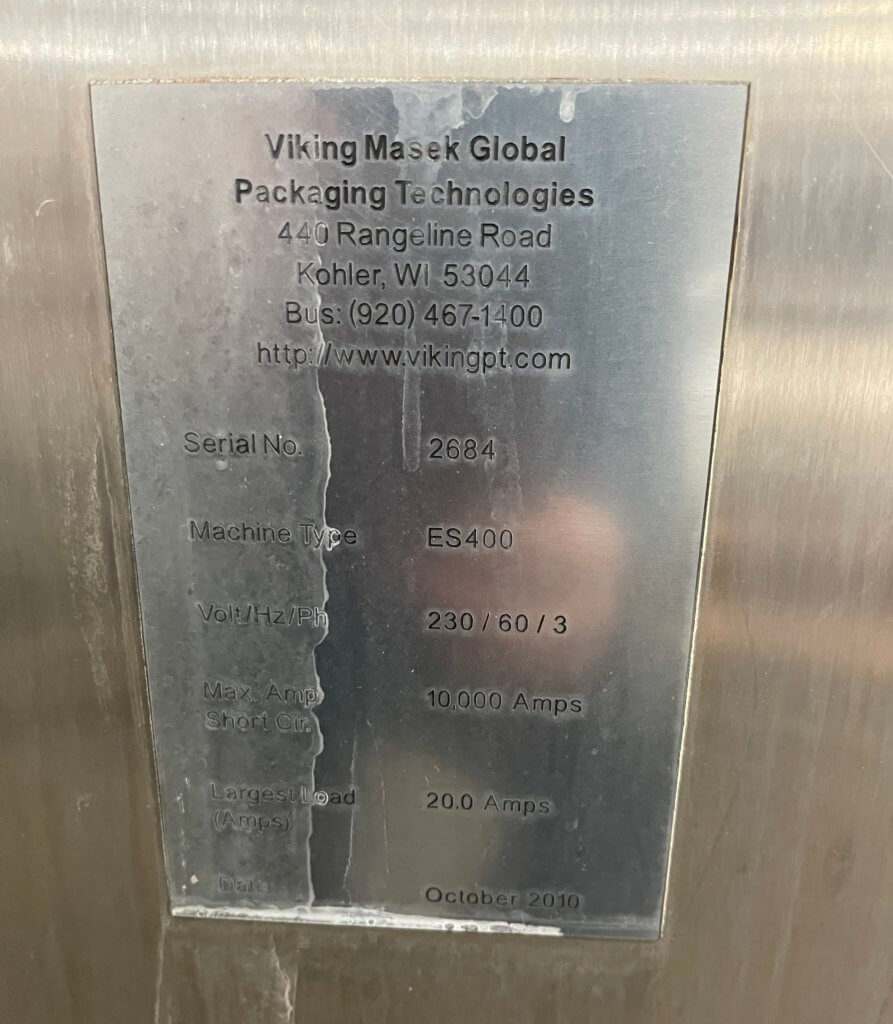 Viking Masek Global
Packaging Technologies
440 Rangeline Road
Kohler, WI 53044
Bus: (920) 467-1400
http://www.vikingpt.com
Serial No. 2684
Machine Type ES400
Volt/Hz/Ph 230 / 60 / 3
Max. Amp 10,000 Amps
Short Cir.
Largest Load 20.0 Amps
(Amps)
Date October 2010